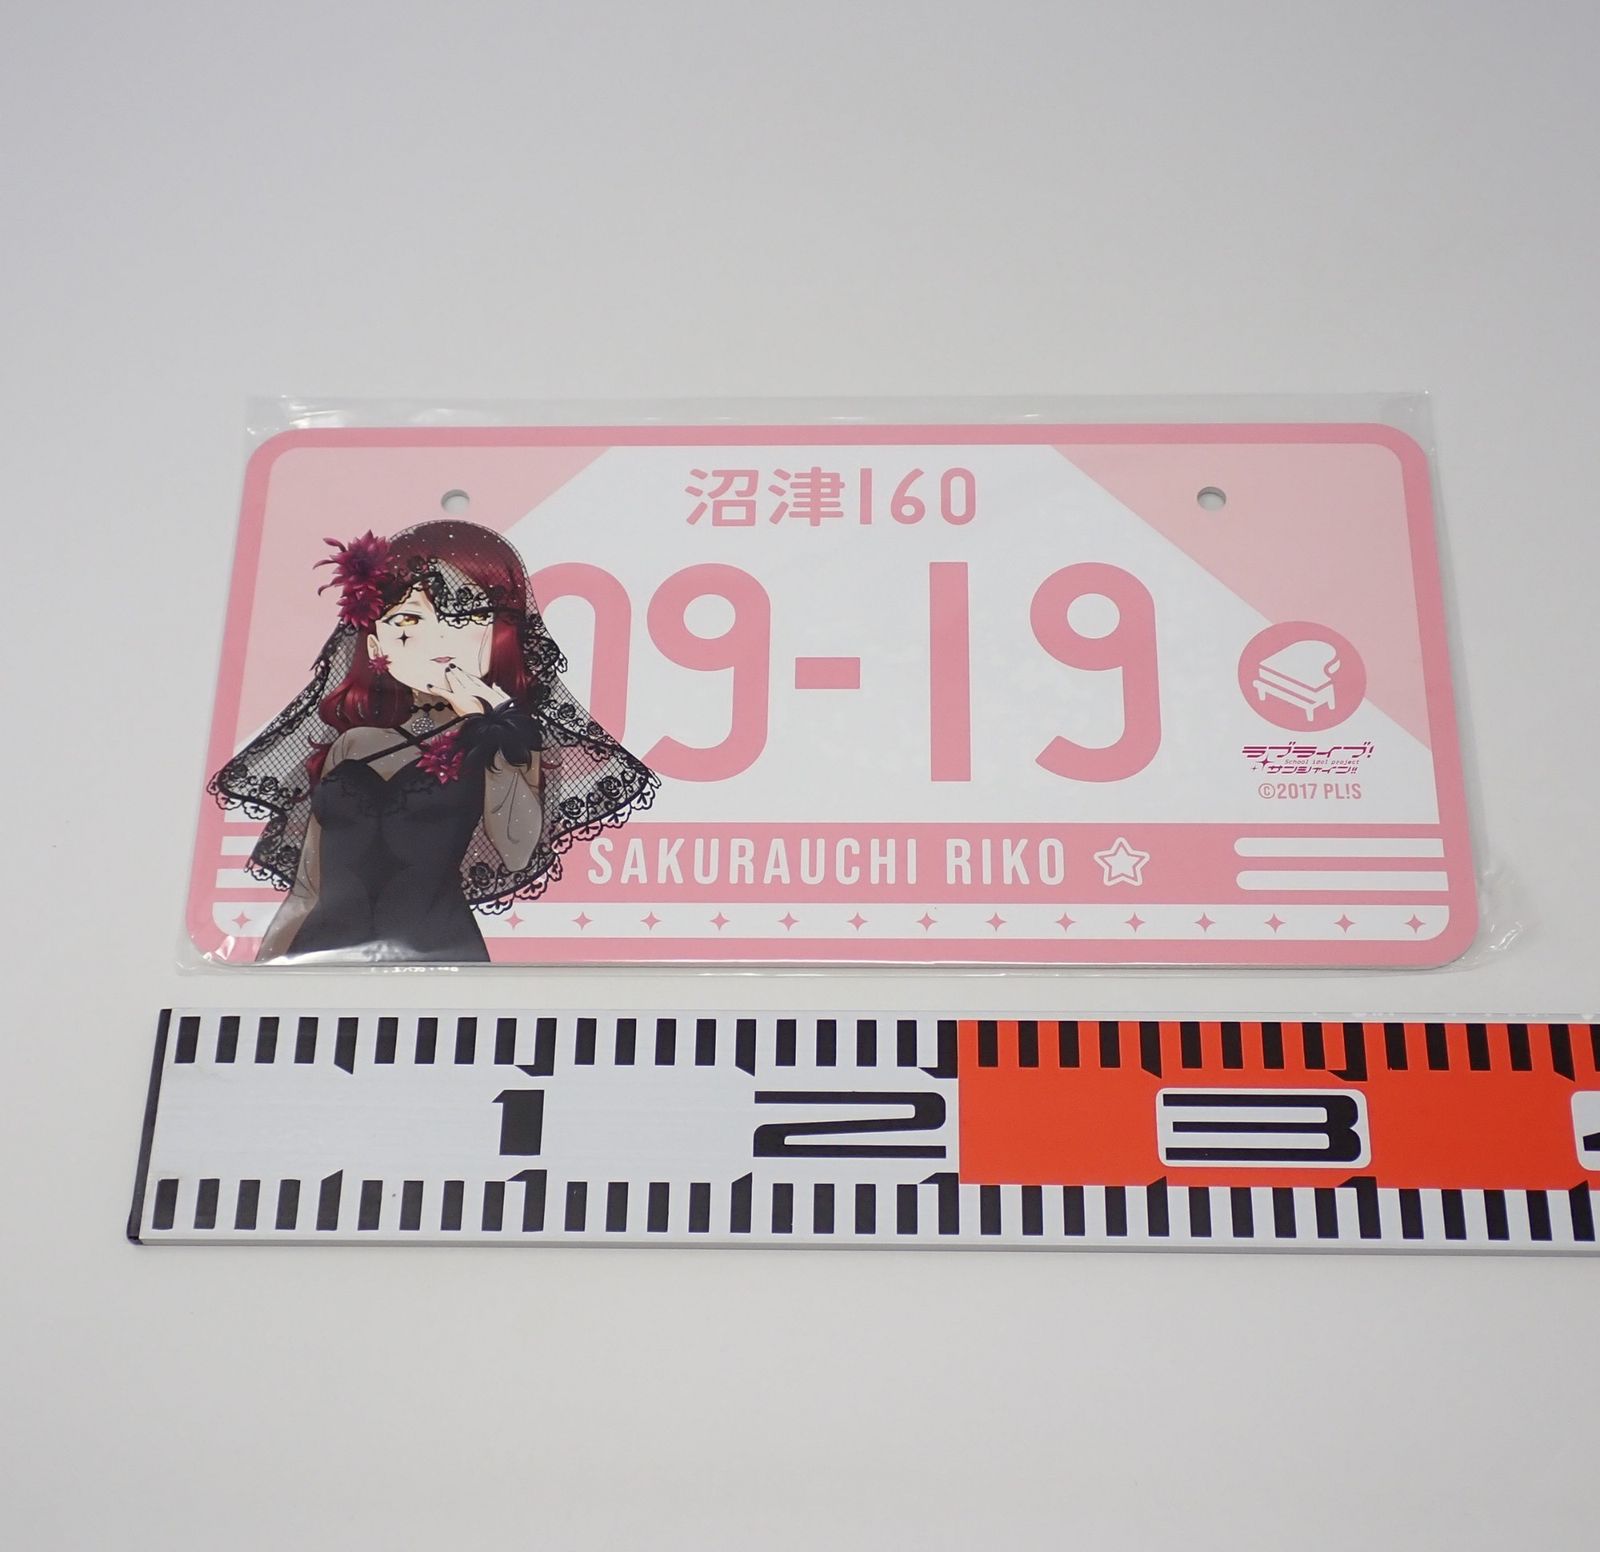 沼津160
09-19
ラブライブ!
School idol project
サンシャイン!!
©2017 PL!S
SAKURAUCHI RIKO
1 2 3